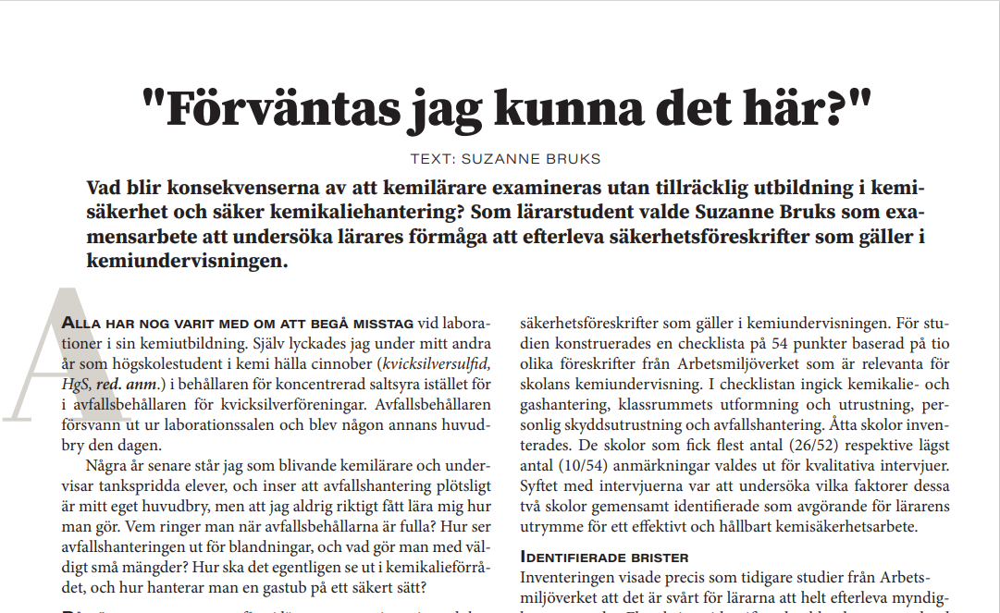 "Förväntas jag kunna det här?"
TEXT: SUZANNE BRUKS
Vad blir konsekvenserna av att kemilärare examineras utan tillräcklig utbildning i kemi-
säkerhet och säker kemikaliehantering? Som lärarstudent valde Suzanne Bruks som exa-
mensarbete att undersöka lärares förmåga att efterleva säkerhetsföreskrifter som gäller i
kemiundervisningen.
A
ALLA HAR NOG VARIT MED OM ATT BEGÅ MISSTAG vid labora-
tioner i sin kemiutbildning. Själv lyckades jag under mitt andra
år som högskolestudent i kemi hälla cinnober (kvicksilversulfid,
HgS, red. anm.) i behållaren för koncentrerad saltsyra istället för
i avfallsbehållaren för kvicksilverföreningar. Avfallsbehållaren
försvann ut ur laborationssalen och blev någon annans huvud-
bry den dagen.
Några år senare står jag som blivande kemilärare och under-
visar tankspridda elever, och inser att avfallshantering plötsligt
är mitt eget huvudbry, men att jag aldrig riktigt fått lära mig hur
man gör. Vem ringer man när avfallsbehållarna är fulla? Hur ser
avfallshanteringen ut för blandningar, och vad gör man med väl-
digt små mängder? Hur ska det egentligen se ut i kemikalieförrå-
det, och hur hanterar man en gastub på ett säkert sätt?
säkerhetsföreskrifter som gäller i kemiundervisningen. För stu-
dien konstruerades en checklista på 54 punkter baserad på tio
olika föreskrifter från Arbetsmiljöverket som är relevanta för
skolans kemiundervisning. I checklistan ingick kemikalie- och
gashantering, klassrummets utformning och utrustning, per-
sonlig skyddsutrustning och avfallshantering. Åtta skolor inven-
terades. De skolor som fick flest antal (26/52) respektive lägst
antal (10/54) anmärkningar valdes ut för kvalitativa intervjuer.
Syftet med intervjuerna var att undersöka vilka faktorer dessa
två skolor gemensamt identifierade som avgörande för lärarens
utrymme för ett effektivt och hållbart kemisäkerhetsarbete.
IDENTIFIERADE BRISTER
Inventeringen visade precis som tidigare studier från Arbets-
miljöverket att det är svårt för lärarna att helt efterleva myndig-